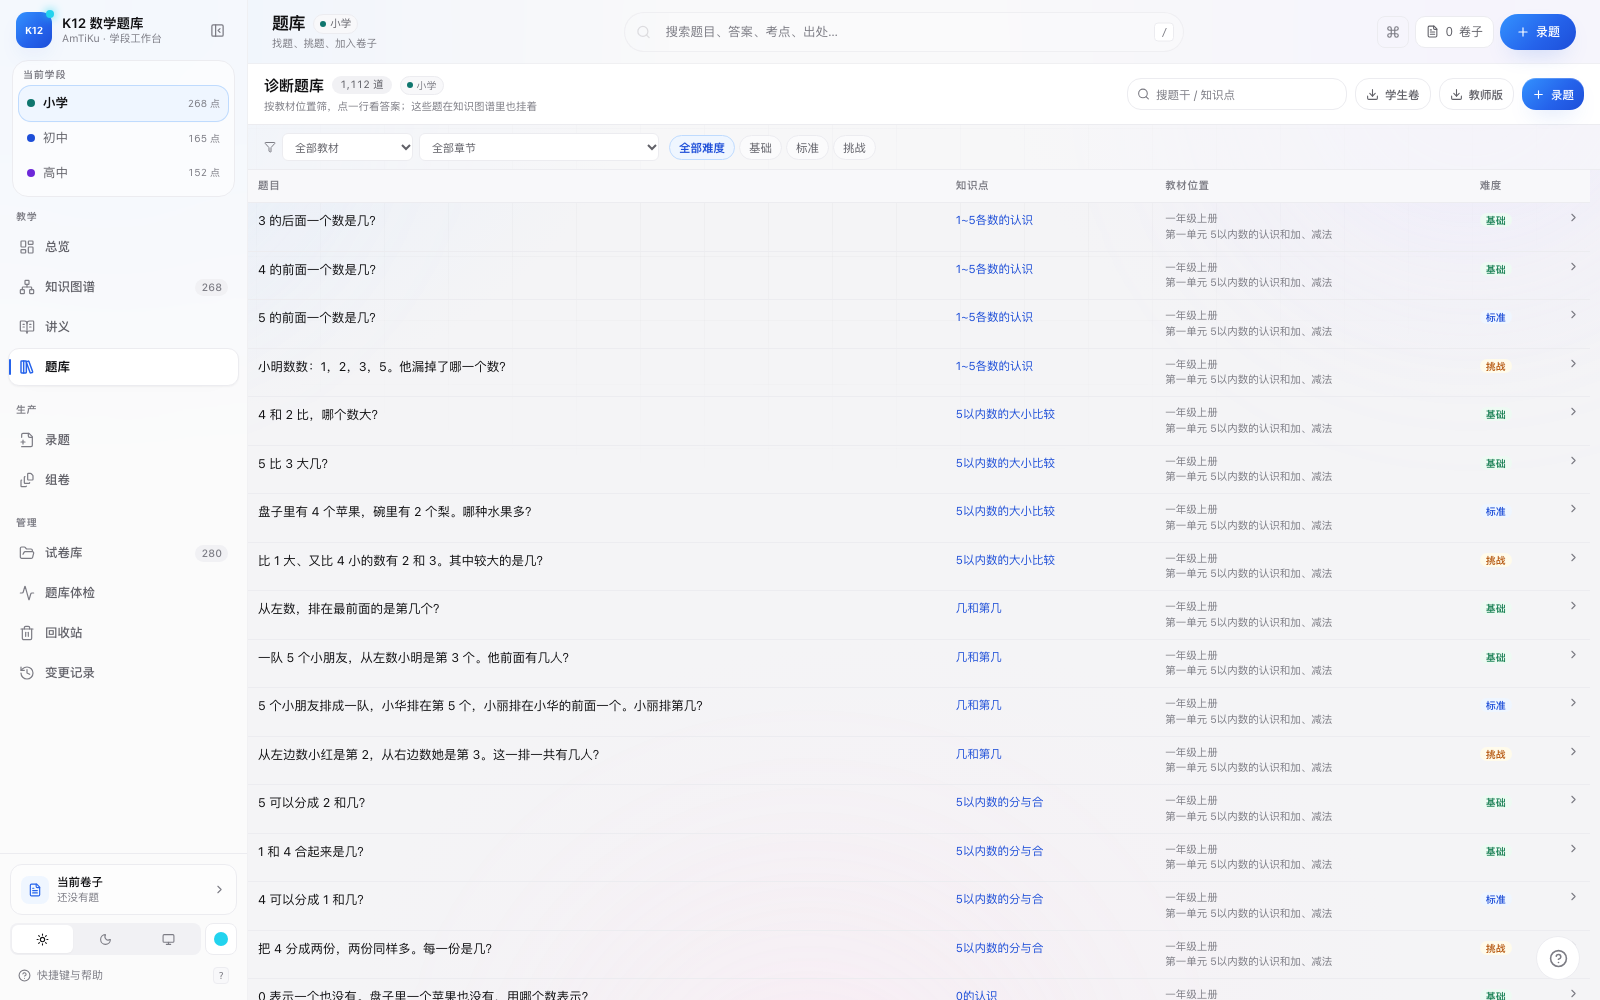 K12
K12 数学题库
AmTiKu · 学段工作台
当前学段
小学 268 点
初中 165 点
高中 152 点
教学
总览
知识图谱 268
讲义
题库
生产
录题
组卷
管理
试卷库 280
题库体检
回收站
变更记录
当前卷子
还没有题
快捷键与帮助 ?
题库 小学
找题、挑题、加入卷子
搜索题目、答案、考点、出处... /
⌘ 0 卷子 + 录题
诊断题库 1,112 道 小学
按教材位置筛，点一行看答案；这些题在知识图谱里也挂着
搜题干 / 知识点 学生卷 教师版 + 录题
全部教材 全部章节 全部难度 基础 标准 挑战
题目 知识点 教材位置 难度
3 的后面一个数是几？ 1~5各数的认识 一年级上册 基础
第一单元 5以内数的认识和加、减法
4 的前面一个数是几？ 1~5各数的认识 一年级上册 基础
第一单元 5以内数的认识和加、减法
5 的前面一个数是几？ 1~5各数的认识 一年级上册 标准
第一单元 5以内数的认识和加、减法
小明数数：1，2，3，5。他漏掉了哪一个数？ 1~5各数的认识 一年级上册 挑战
第一单元 5以内数的认识和加、减法
4 和 2 比，哪个数大？ 5以内数的大小比较 一年级上册 基础
第一单元 5以内数的认识和加、减法
5 比 3 大几？ 5以内数的大小比较 一年级上册 基础
第一单元 5以内数的认识和加、减法
盘子里有 4 个苹果，碗里有 2 个梨。哪种水果多？ 5以内数的大小比较 一年级上册 标准
第一单元 5以内数的认识和加、减法
比 1 大、又比 4 小的数有 2 和 3。其中较大的是几？ 5以内数的大小比较 一年级上册 挑战
第一单元 5以内数的认识和加、减法
从左数，排在最前面的是第几个？ 几和第几 一年级上册 基础
第一单元 5以内数的认识和加、减法
一队 5 个小朋友，从左数小明是第 3 个。他前面有几人？ 几和第几 一年级上册 基础
第一单元 5以内数的认识和加、减法
5 个小朋友排成一队，小华排在第 5 个，小丽排在小华的前面一个。小丽排第几？ 几和第几 一年级上册 标准
第一单元 5以内数的认识和加、减法
从左边数小红是第 2，从右边数她是第 3。这一排一共有几人？ 几和第几 一年级上册 挑战
第一单元 5以内数的认识和加、减法
5 可以分成 2 和几？ 5以内数的分与合 一年级上册 基础
第一单元 5以内数的认识和加、减法
1 和 4 合起来是几？ 5以内数的分与合 一年级上册 基础
第一单元 5以内数的认识和加、减法
4 可以分成 1 和几？ 5以内数的分与合 一年级上册 标准
第一单元 5以内数的认识和加、减法
把 4 分成两份，两份同样多。每一份是几？ 5以内数的分与合 一年级上册 挑战
第一单元 5以内数的认识和加、减法
0 表示一个也没有。盘子里一个苹果也没有，用哪个数表示？ 0的认识 一年级上册 基础